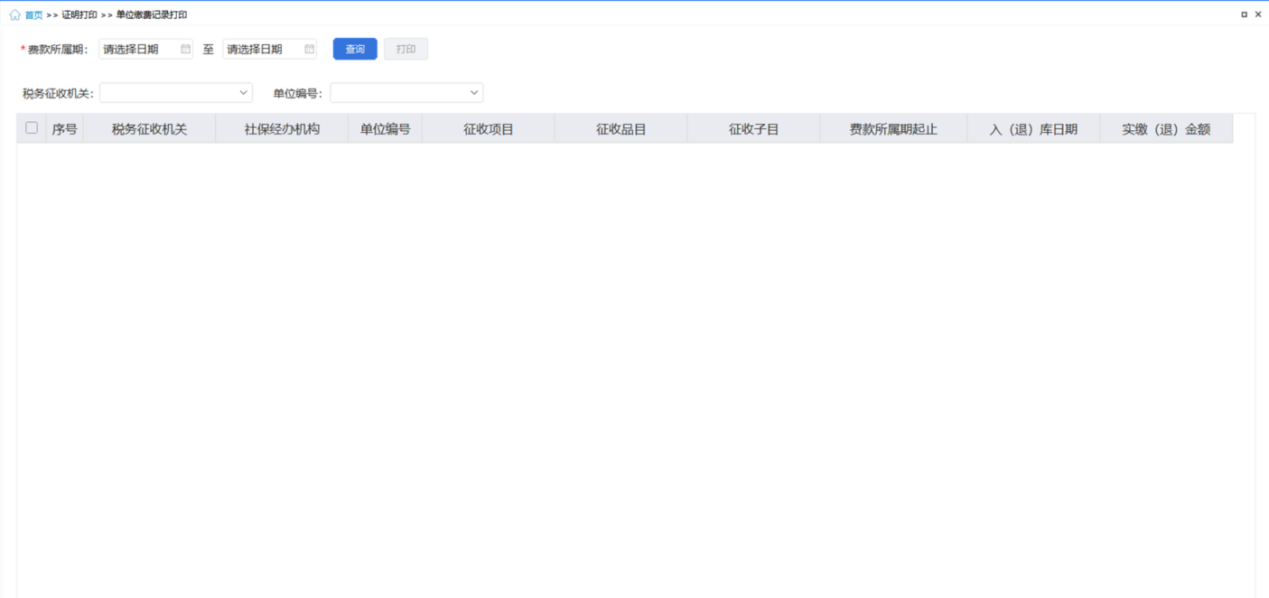 首页 >> 证明打印 >> 单位缴费记录打印
*费款所属期： 请选择日期 至 请选择日期 查询 打印
税务征收机关： 单位编号：
序号 税务征收机关 社保经办机构 单位编号 征收项目 征收品目 征收子目 费款所属期起止 入（退）库日期 实缴（退）金额